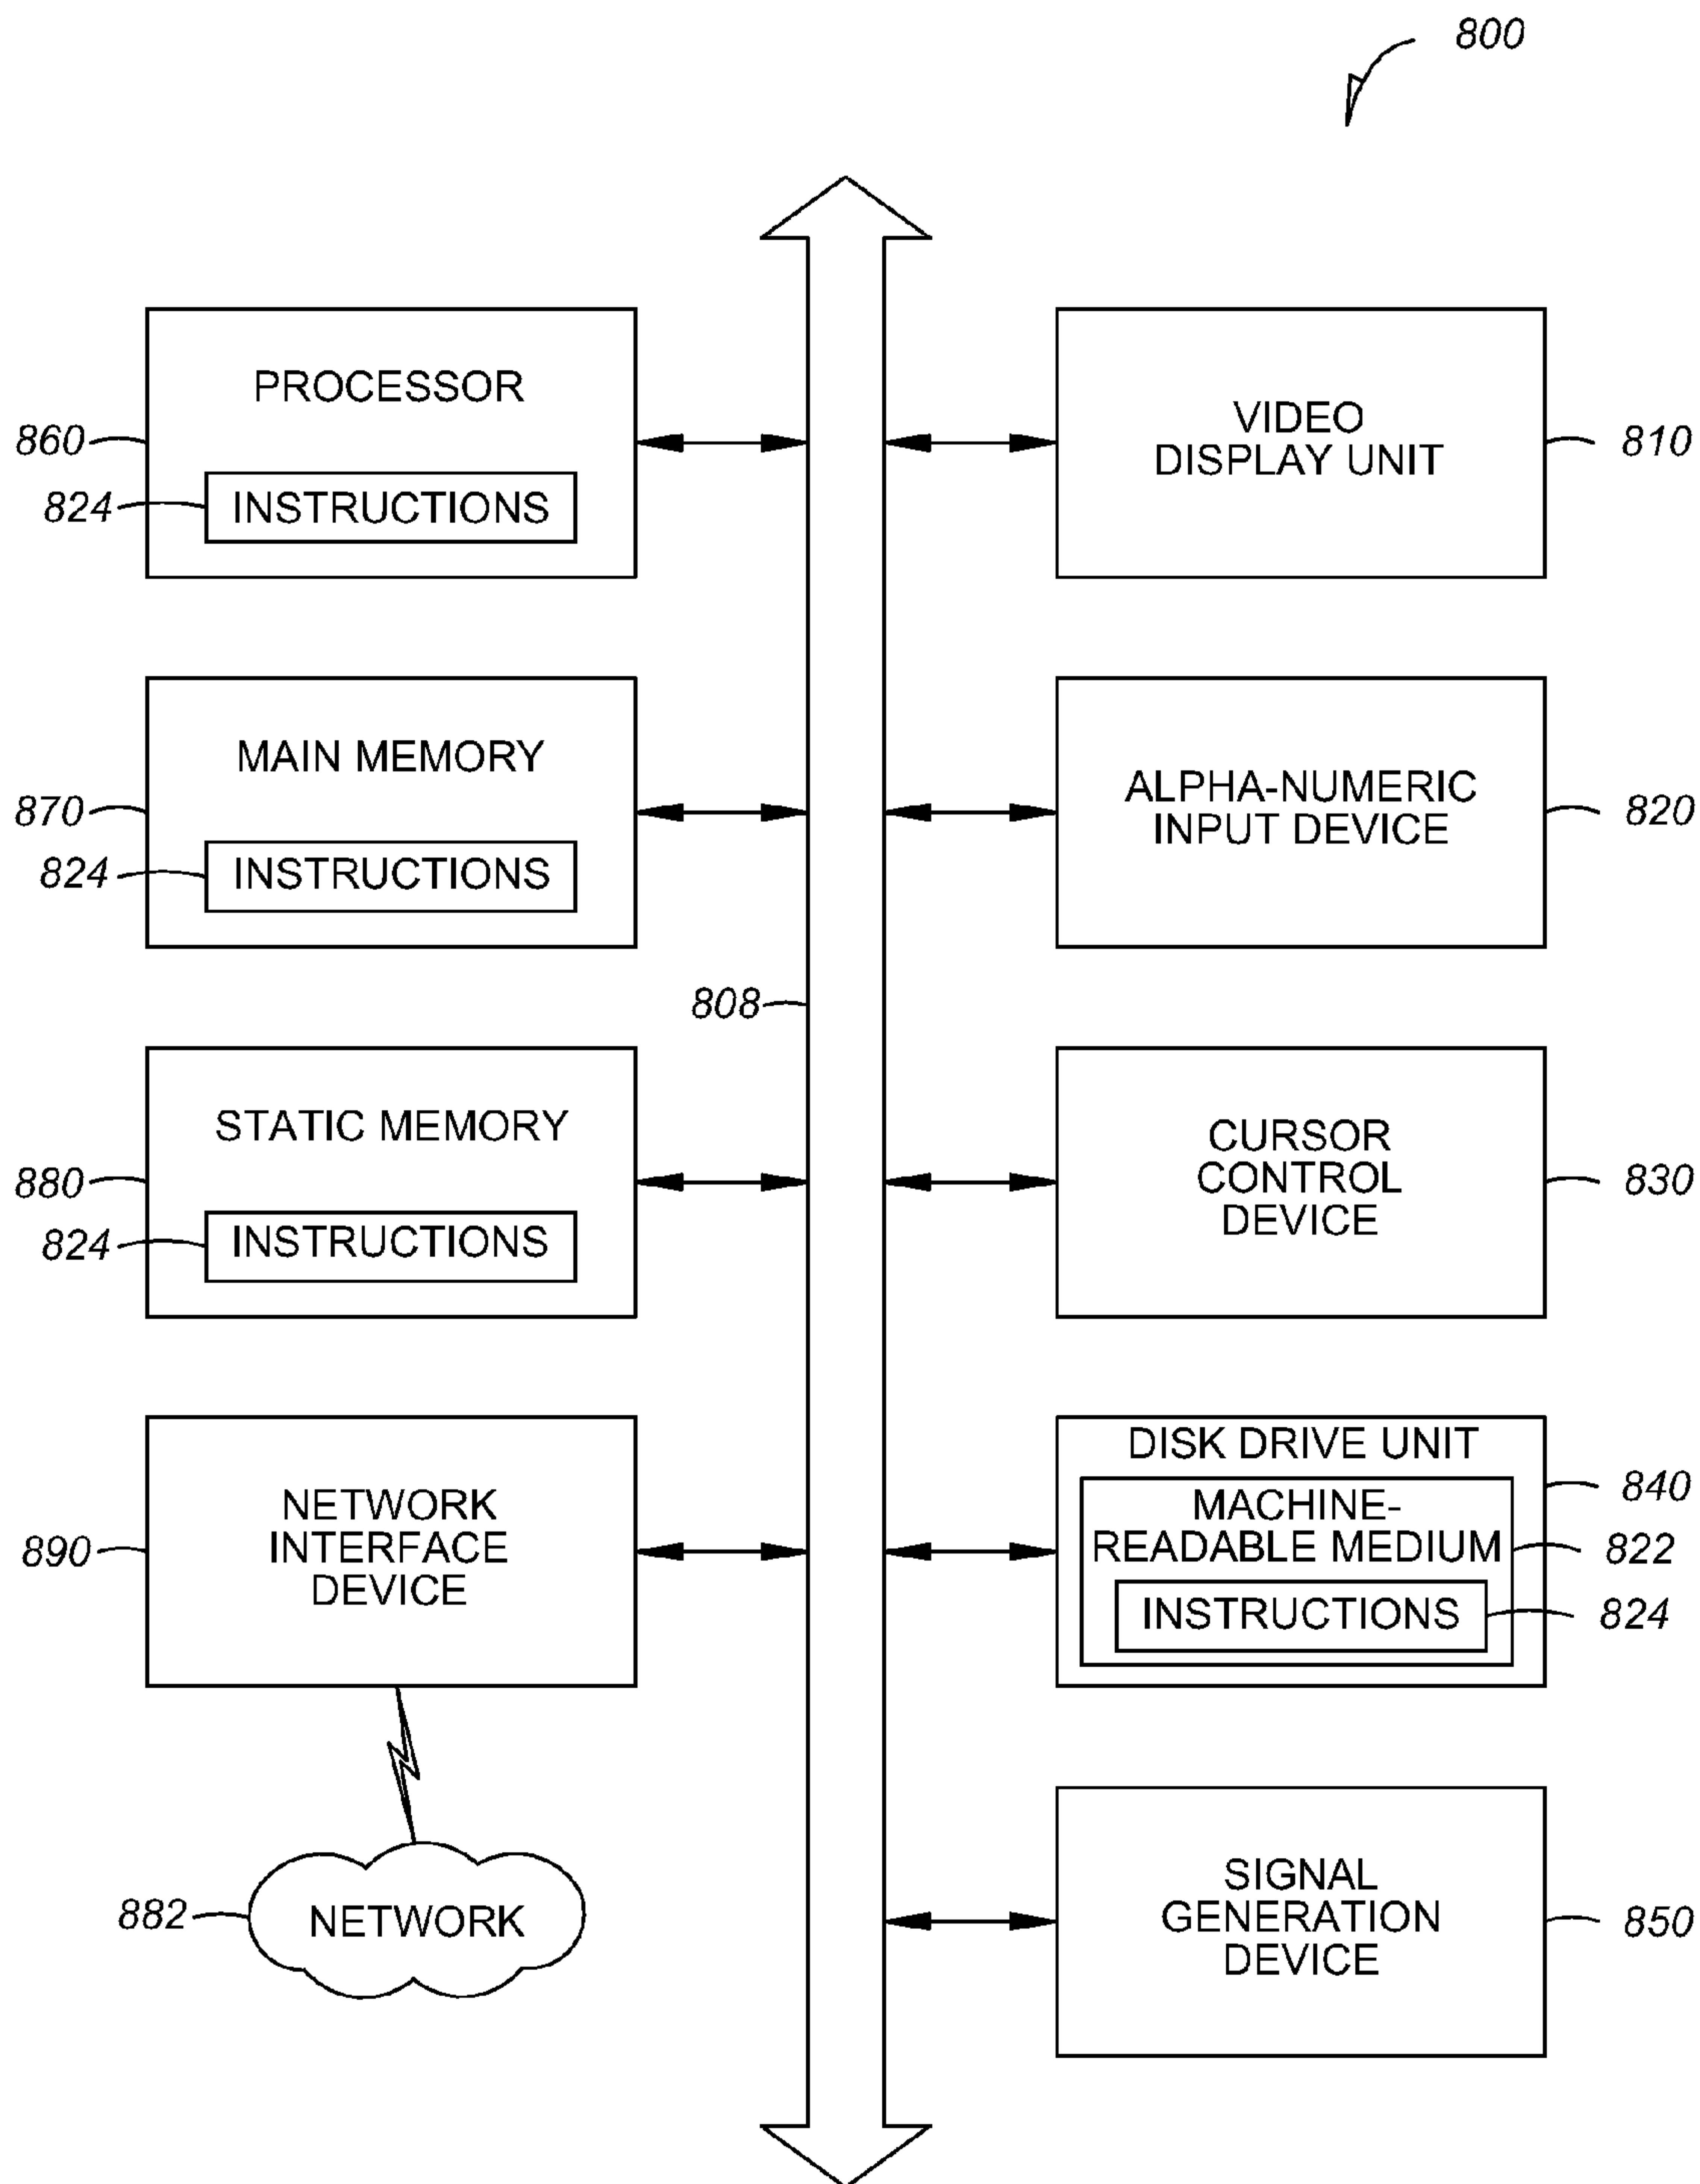 800
PROCESSOR
860
824
INSTRUCTIONS
VIDEO
DISPLAY UNIT
810
MAIN MEMORY
870
824
INSTRUCTIONS
ALPHA-NUMERIC
INPUT DEVICE
820
808
STATIC MEMORY
880
824
INSTRUCTIONS
CURSOR
CONTROL
DEVICE
830
NETWORK
INTERFACE
DEVICE
890
DISK DRIVE UNIT
840
MACHINE-
READABLE MEDIUM
822
INSTRUCTIONS
824
882
NETWORK
SIGNAL
GENERATION
DEVICE
850